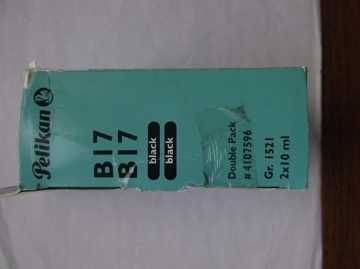 Pelikan
B17
B17
black
black
Double Pack
# 4107596
Gr. 1521
2x10 ml